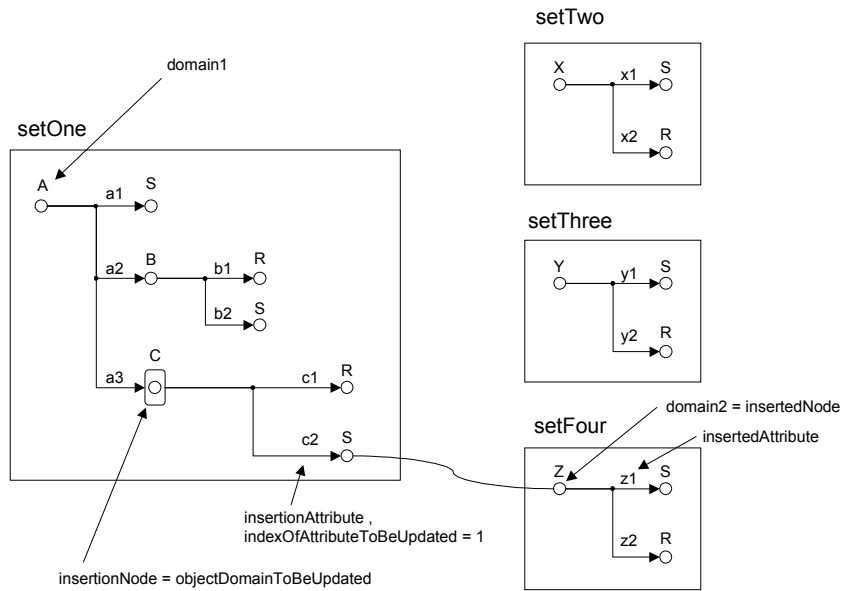 setTwo
X
x1
S
x2
R
domain1
setOne
A
a1
S
a2
B
b1
R
b2
S
a3
C
c1
R
c2
S
setThree
Y
y1
S
y2
R
setFour
domain2 = insertedNode
insertedAttribute
Z
z1
S
z2
R
insertionAttribute ,
indexOfAttributeToBeUpdated = 1
insertionNode = objectDomainToBeUpdated